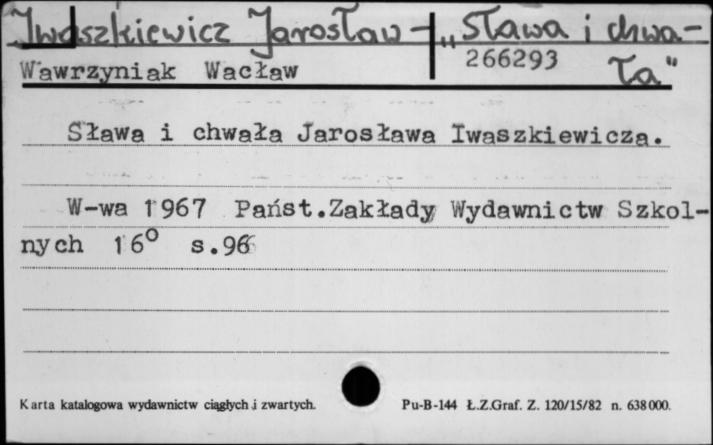 Iwaszkiewicz Jarosław – „Sława i chwa-
ła"
Wawrzyniak Wacław
266293
Sława i chwała Jarosława Iwaszkiewicza.
W-wa 1967 Państ.Zakłady Wydawnictw Szkol-
nych 16° s.96
Karta katalogowa wydawnictw ciągłych i zwartych.
Pu-B-144 Ł.Z.Graf. Z. 120/15/82 n. 638000.